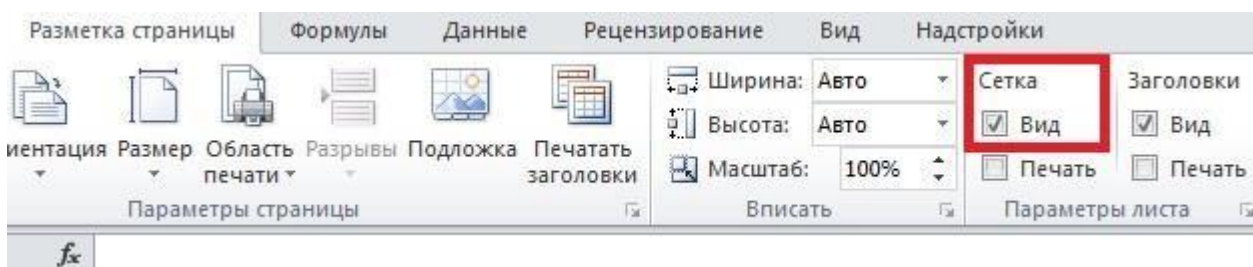 Разметка страницы Формулы Данные Рецензирование Вид Надстройки
Ширина: Авто Сетка Заголовки
Высота: Авто Вид Вид
иентация Размер Область Разрывы Подложка Печатать
печати заголовки Масштаб: 100% Печать Печать
Параметры страницы Вписать Параметры листа
fx